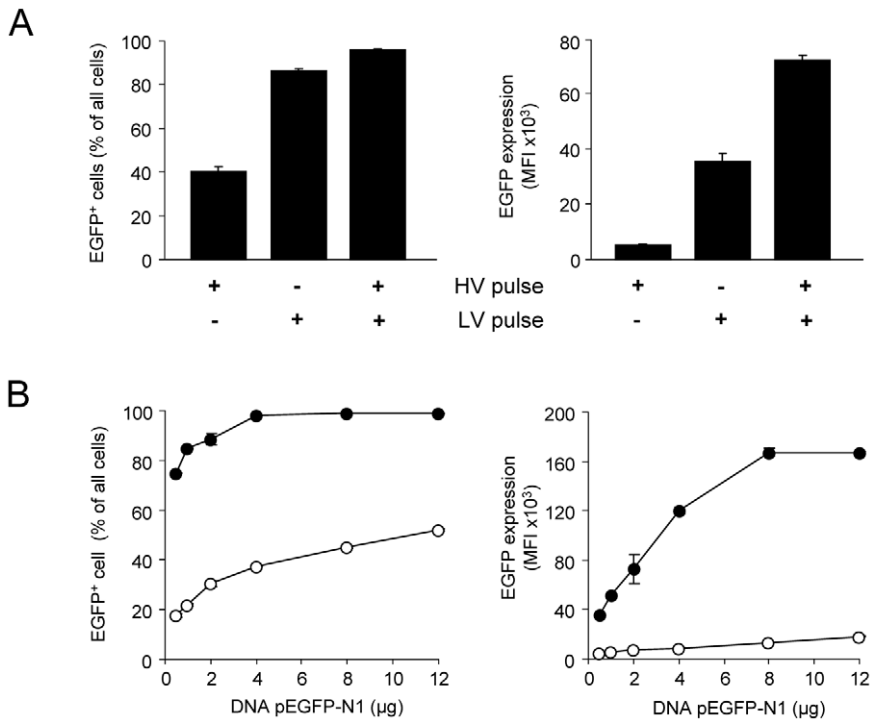 A
EGFP⁺ cells (% of all cells)
100
80
60
40
20
0
EGFP expression
(MFI x10³)
80
60
40
20
0
+ - + HV pulse + - +
- + + LV pulse - + +
B
EGFP⁺ cell (% of all cells)
100
80
60
40
20
0
0 2 4 6 8 10 12
DNA pEGFP-N1 (µg)
EGFP expression
(MFI x10³)
200
160
120
80
40
0
0 2 4 6 8 10 12
DNA pEGFP-N1 (µg)